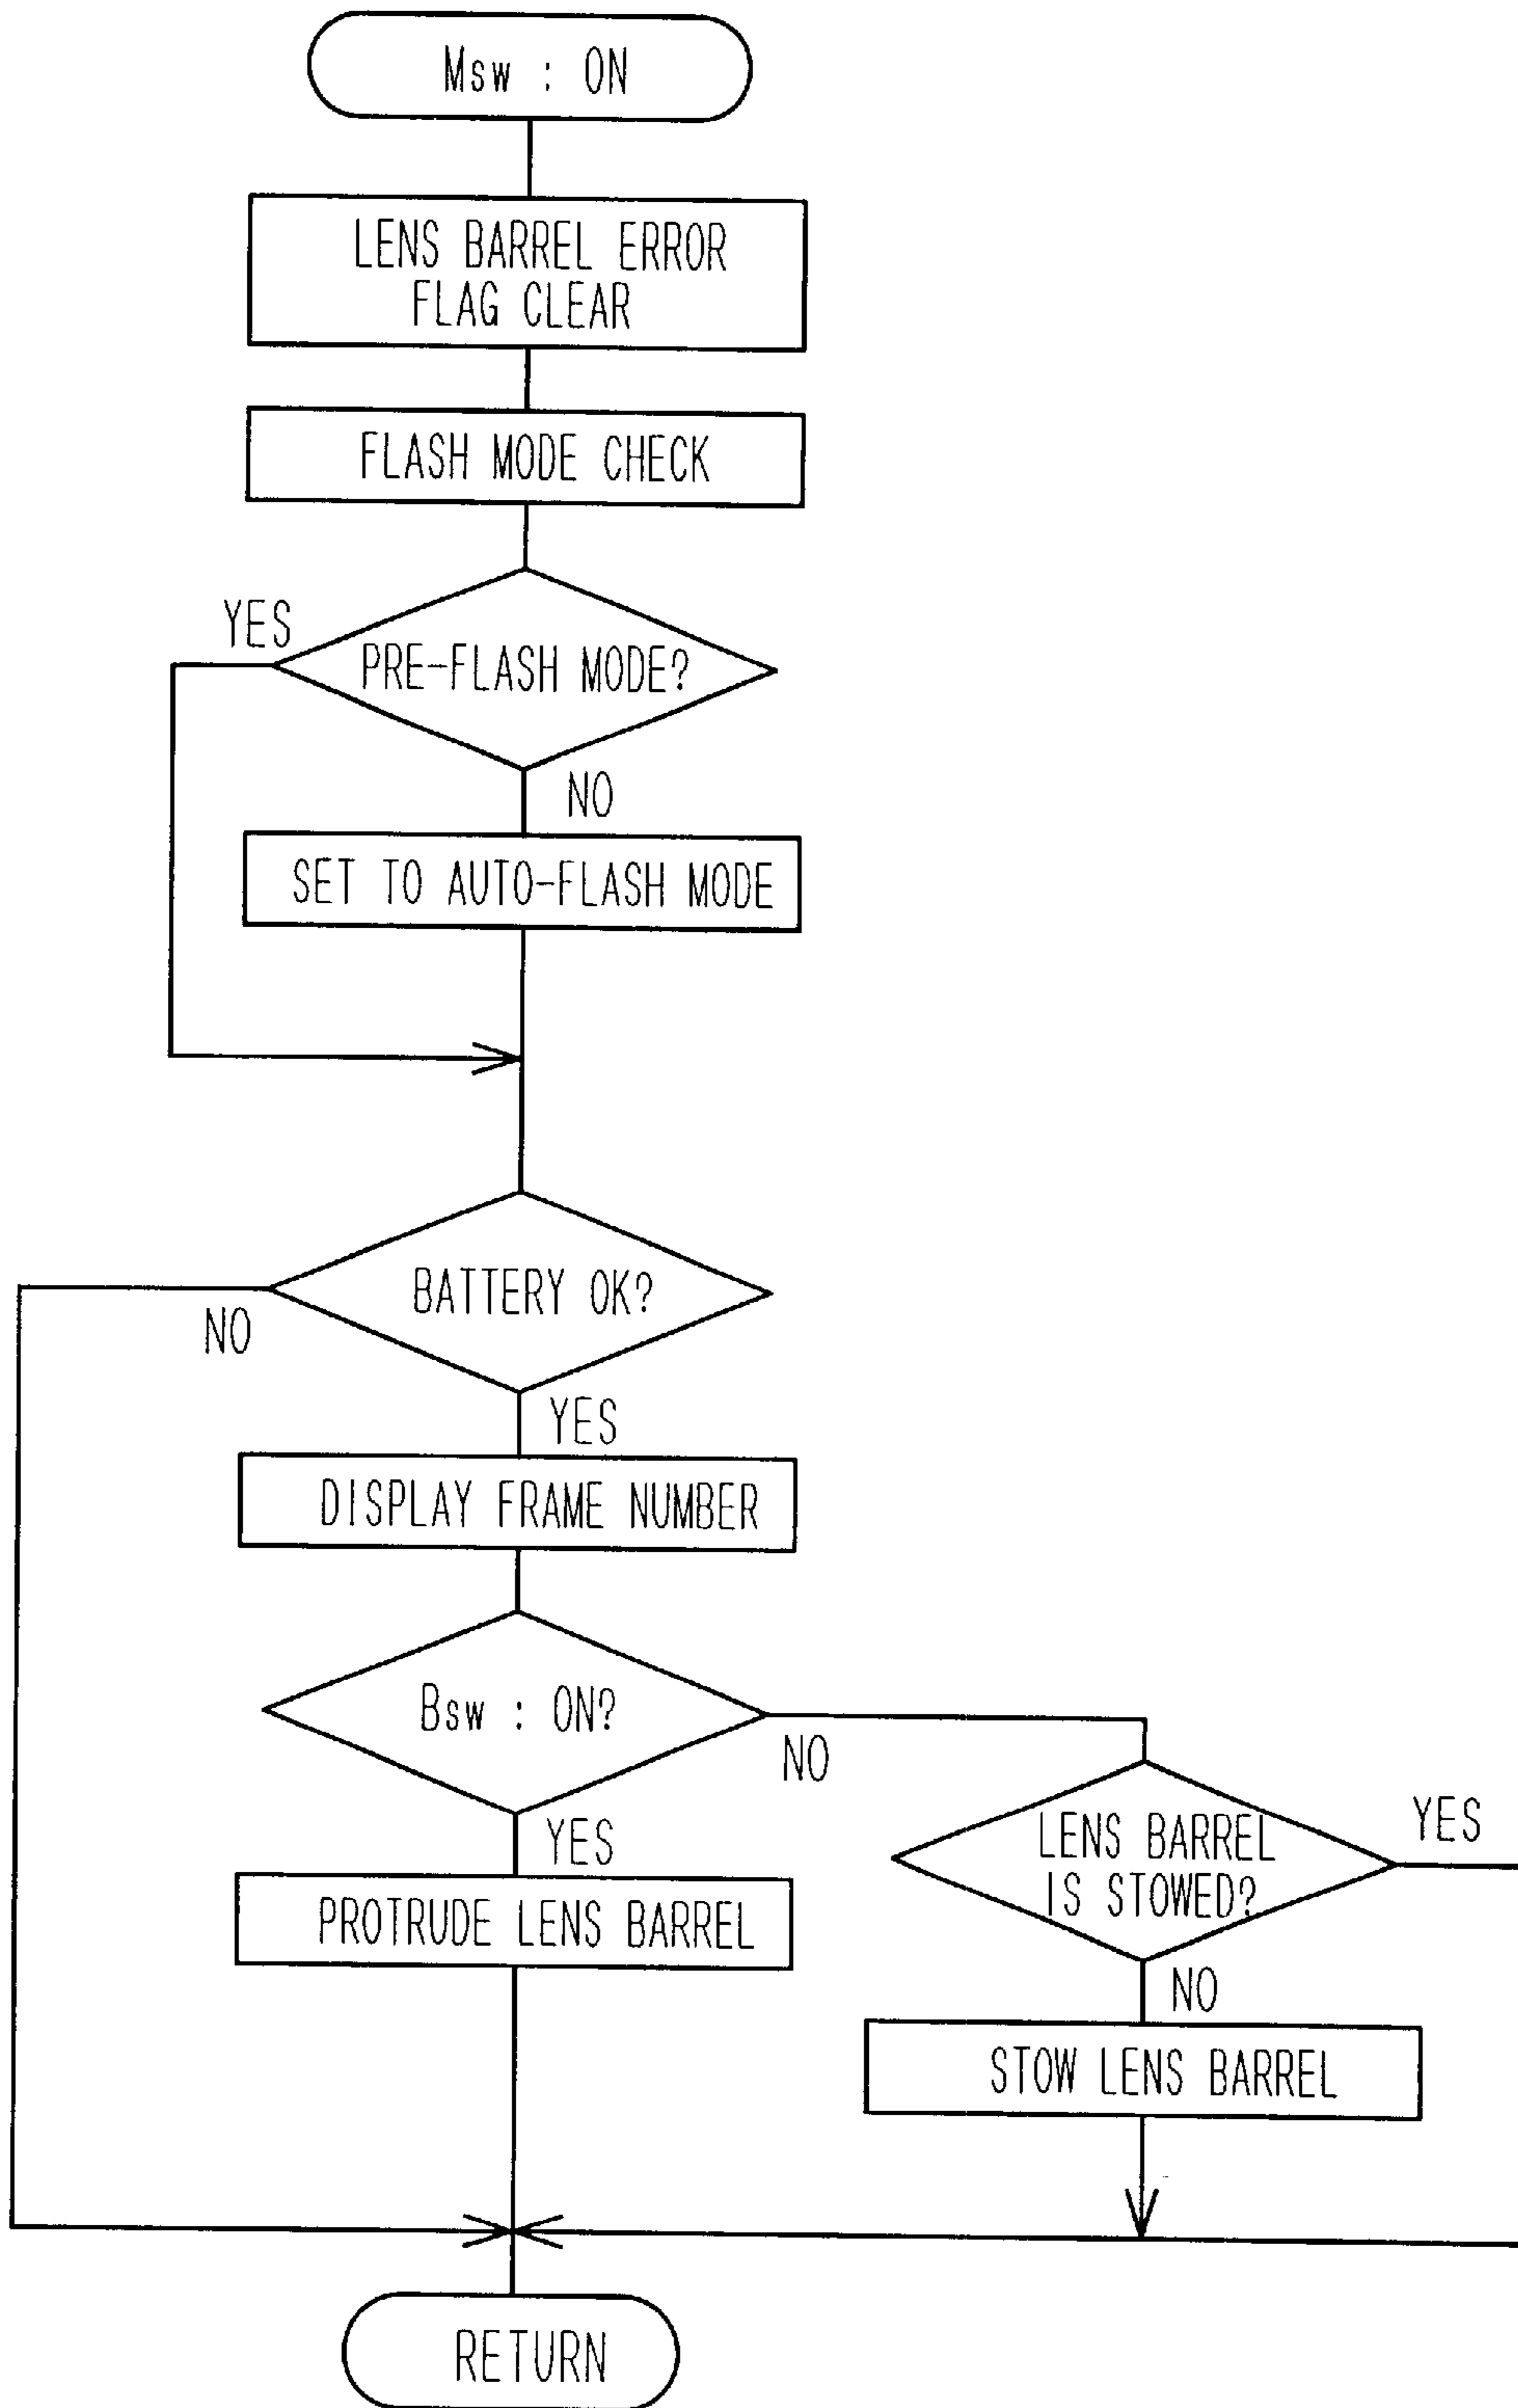 Msw : ON
LENS BARREL ERROR
FLAG CLEAR
FLASH MODE CHECK
YES
PRE-FLASH MODE?
NO
SET TO AUTO-FLASH MODE
BATTERY OK?
NO
YES
DISPLAY FRAME NUMBER
Bsw : ON?
NO
YES
LENS BARREL
IS STOWED?
YES
PROTRUDE LENS BARREL
NO
STOW LENS BARREL
RETURN